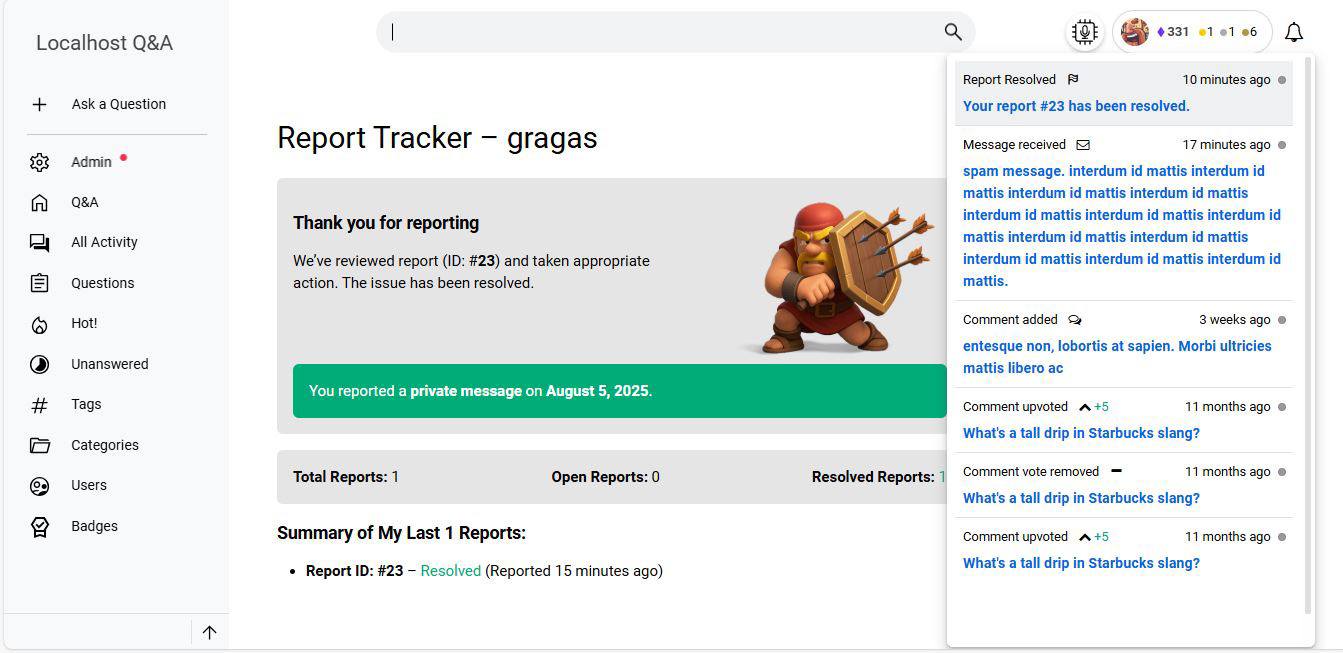 Localhost Q&A
Ask a Question
Admin
Q&A
All Activity
Questions
Hot!
Unanswered
Tags
Categories
Users
Badges
331 1 1 6
Report Tracker – gragas
Thank you for reporting
We've reviewed report (ID: #23) and taken appropriate
action. The issue has been resolved.
You reported a private message on August 5, 2025.
Total Reports: 1 Open Reports: 0 Resolved Reports: 1
Summary of My Last 1 Reports:
• Report ID: #23 – Resolved (Reported 15 minutes ago)
Report Resolved 10 minutes ago
Your report #23 has been resolved.
Message received 17 minutes ago
spam message. interdum id mattis interdum id
mattis interdum id mattis interdum id mattis
interdum id mattis interdum id mattis interdum id
mattis interdum id mattis interdum id mattis
interdum id mattis interdum id mattis interdum id
mattis.
Comment added 3 weeks ago
entesque non, lobortis at sapien. Morbi ultricies
mattis libero ac
Comment upvoted +5 11 months ago
What's a tall drip in Starbucks slang?
Comment vote removed 11 months ago
What's a tall drip in Starbucks slang?
Comment upvoted +5 11 months ago
What's a tall drip in Starbucks slang?